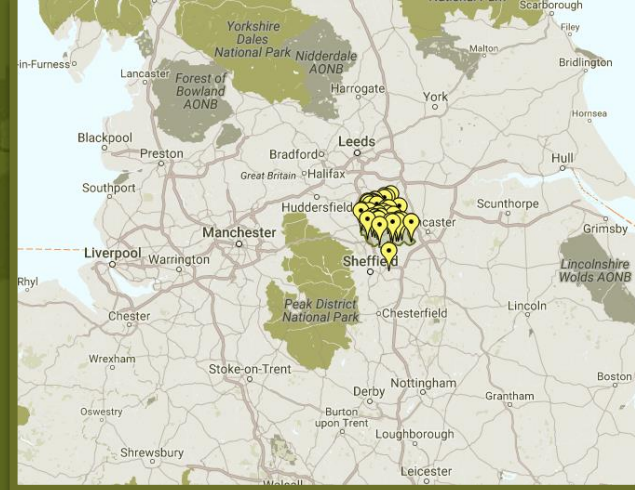 Scarborough
Yorkshire
Dales
National Park
Filey
Nidderdale
AONB
Malton
in-Furness
Lancaster
Forest of
Bowland
AONB
Bridlington
Harrogate
York
Hornsea
Blackpool
Preston
Leeds
Bradford
Hull
Great Britain
Halifax
Southport
Huddersfield
Scunthorpe
caster
Grimsby
Manchester
Liverpool
Warrington
Sheffield
Lincolnshire
Wolds AONB
Rhyl
Peak District
National Park
Chester
Chesterfield
Lincoln
Wrexham
Stoke-on-Trent
Boston
Derby
Nottingham
Grantham
Oswestry
Burton
upon Trent
Loughborough
Shrewsbury
Leicester